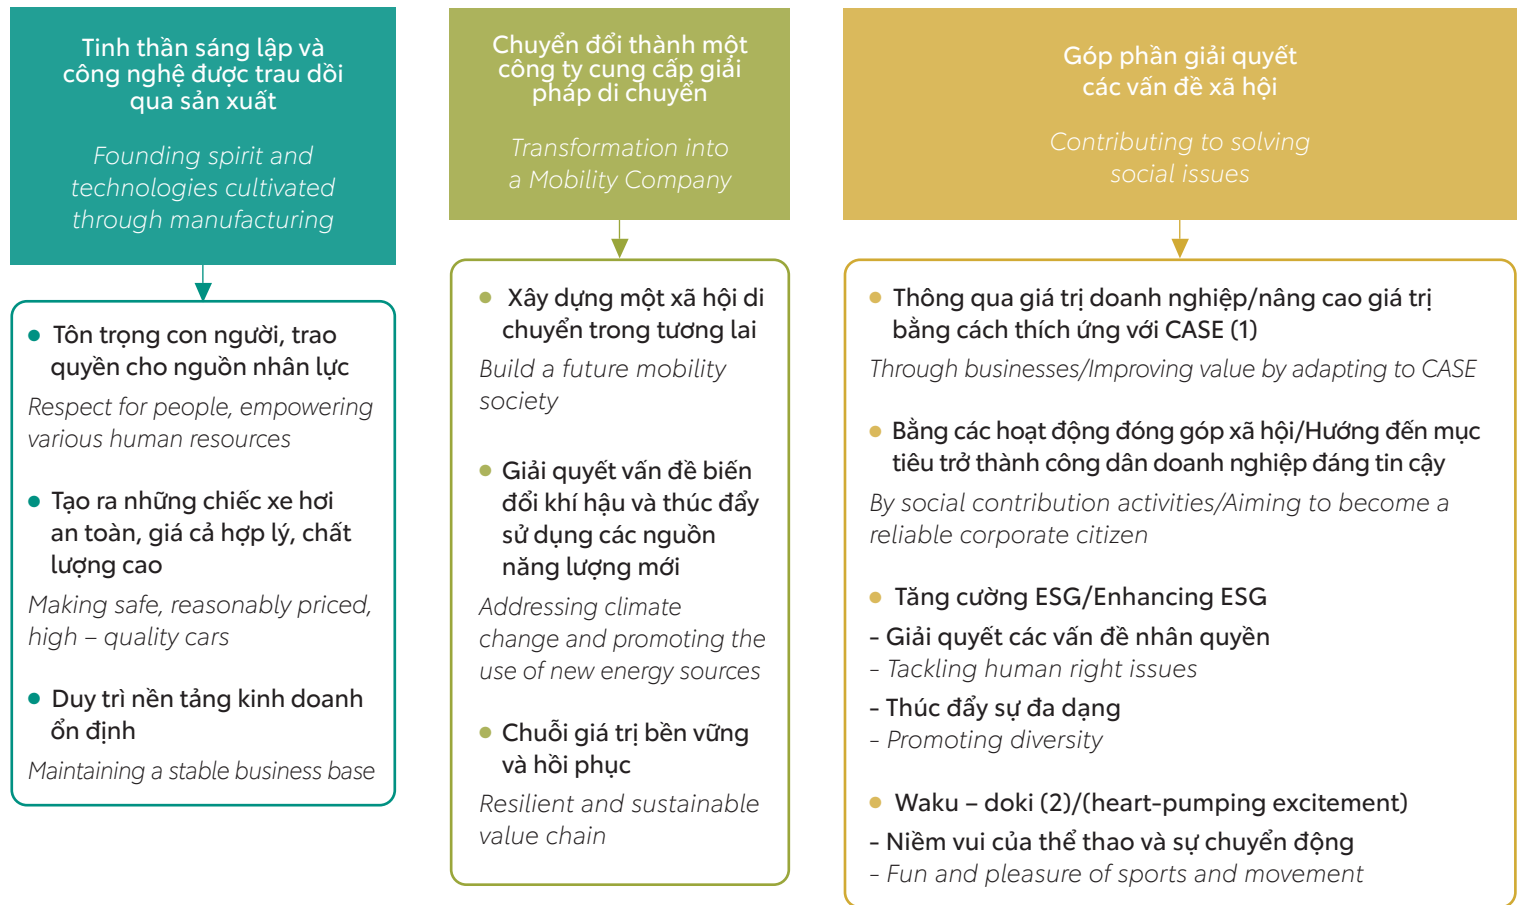 Tinh thần sáng lập và
công nghệ được trau dồi
qua sản xuất
Founding spirit and
technologies cultivated
through manufacturing
Tôn trọng con người, trao
quyền cho nguồn nhân lực
Respect for people, empowering
various human resources
Tạo ra những chiếc xe hơi
an toàn, giá cả hợp lý, chất
lượng cao
Making safe, reasonably priced,
high – quality cars
Duy trì nền tảng kinh doanh
ổn định
Maintaining a stable business base
Chuyển đổi thành một
công ty cung cấp giải
pháp di chuyển
Transformation into
a Mobility Company
Xây dựng một xã hội di
chuyển trong tương lai
Build a future mobility
society
Giải quyết vấn đề biến
đổi khí hậu và thúc đẩy
sử dụng các nguồn
năng lượng mới
Addressing climate
change and promoting the
use of new energy sources
Chuỗi giá trị bền vững
và hồi phục
Resilient and sustainable
value chain
Góp phần giải quyết
các vấn đề xã hội
Contributing to solving
social issues
Thông qua giá trị doanh nghiệp/nâng cao giá trị
bằng cách thích ứng với CASE (1)
Through businesses/Improving value by adapting to CASE
Bằng các hoạt động đóng góp xã hội/Hướng đến mục
tiêu trở thành công dân doanh nghiệp đáng tin cậy
By social contribution activities/Aiming to become a
reliable corporate citizen
Tăng cường ESG/Enhancing ESG
- Giải quyết các vấn đề nhân quyền
- Tackling human right issues
- Thúc đẩy sự đa dạng
- Promoting diversity
Waku – doki (2)/(heart-pumping excitement)
- Niềm vui của thể thao và sự chuyển động
- Fun and pleasure of sports and movement